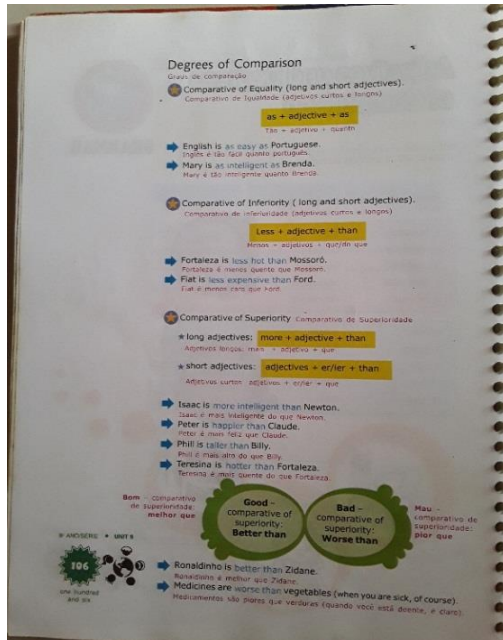 Degrees of Comparison
Graus de comparação
Comparative of Equality (long and short adjectives).
Comparativo de Igualdade (adjetivos curtos e longos)
as + adjective + as
Tão + adjetivo + quanto
English is as easy as Portuguese.
Inglês é tão fácil quanto português.
Mary is as intelligent as Brenda.
Mary é tão inteligente quanto Brenda.
Comparative of Inferiority ( long and short adjectives).
Comparativo de inferioridade (adjetivos curtos e longos)
Less + adjective + than
Menos + adjetivos + que/do que
Fortaleza is less hot than Mossoró.
Fortaleza é menos quente que Mossoró.
Fiat is less expensive than Ford.
Fiat é menos caro que Ford.
Comparative of Superiority Comparativo de Superioridade
long adjectives: more + adjective + than
Adjetivos longos: mais + adjetivo + que
short adjectives: adjectives + er/ier + than
Adjetivos curtos: adjetivos + er/ier + que
Isaac is more intelligent than Newton.
Isaac é mais inteligente do que Newton.
Peter is happier than Claude.
Peter é mais feliz que Claude.
Phill is taller than Billy.
Phill é mais alto do que Billy.
Teresina is hotter than Fortaleza.
Teresina é mais quente do que Fortaleza.
Bom - comparativo
de superioridade:
melhor que
Good -
comparative of
superiority:
Better than
Bad -
comparative of
superiority:
Worse than
Mau -
comparativo de
superioridade:
pior que
ANO/SÉRIE • UNIT 5
106
one hundred
and six
Ronaldinho is better than Zidane.
Ronaldinho é melhor que Zidane.
Medicines are worse than vegetables (when you are sick, of course).
Medicamentos são piores que verduras (quando você está doente, é claro).